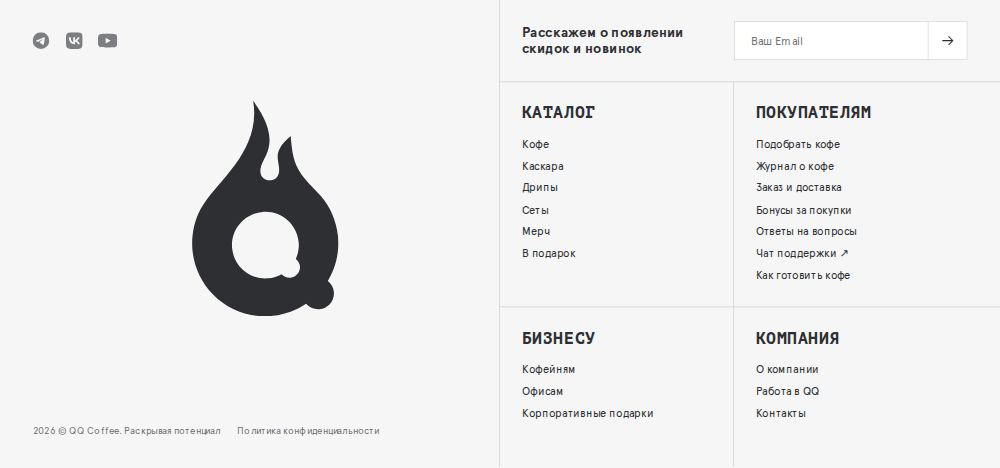 Расскажем о появлении
скидок и новинок
Ваш Email
КАТАЛОГ
Кофе
Каскара
Дрипы
Сеты
Мерч
В подарок
ПОКУПАТЕЛЯМ
Подобрать кофе
Журнал о кофе
Заказ и доставка
Бонусы за покупки
Ответы на вопросы
Чат поддержки ↗
Как готовить кофе
БИЗНЕСУ
Кофейням
Офисам
Корпоративные подарки
КОМПАНИЯ
О компании
Работа в QQ
Контакты
2026 © QQ Coffee. Раскрывая потенциал
Политика конфиденциальности